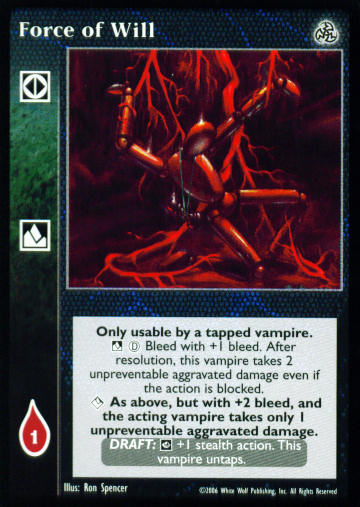 Force of Will
Only usable by a tapped vampire.
D Bleed with +1 bleed. After
resolution, this vampire takes 2
unpreventable aggravated damage even if
the action is blocked.
As above, but with +2 bleed, and
the acting vampire takes only 1
unpreventable aggravated damage.
DRAFT: +1 stealth action. This
vampire untaps.
1
Illus: Ron Spencer
©2006 White Wolf Publishing, Inc. All Rights Reserved